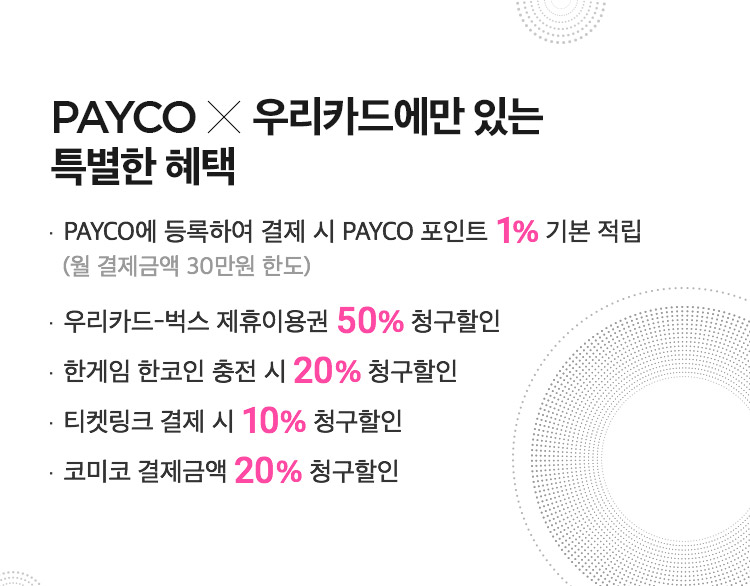 PAYCO × 우리카드에만 있는
특별한 혜택
· PAYCO에 등록하여 결제 시 PAYCO 포인트 1% 기본 적립
(월 결제금액 30만원 한도)
· 우리카드-벅스 제휴이용권 50% 청구할인
· 한게임 한코인 충전 시 20% 청구할인
· 티켓링크 결제 시 10% 청구할인
· 코미코 결제금액 20% 청구할인